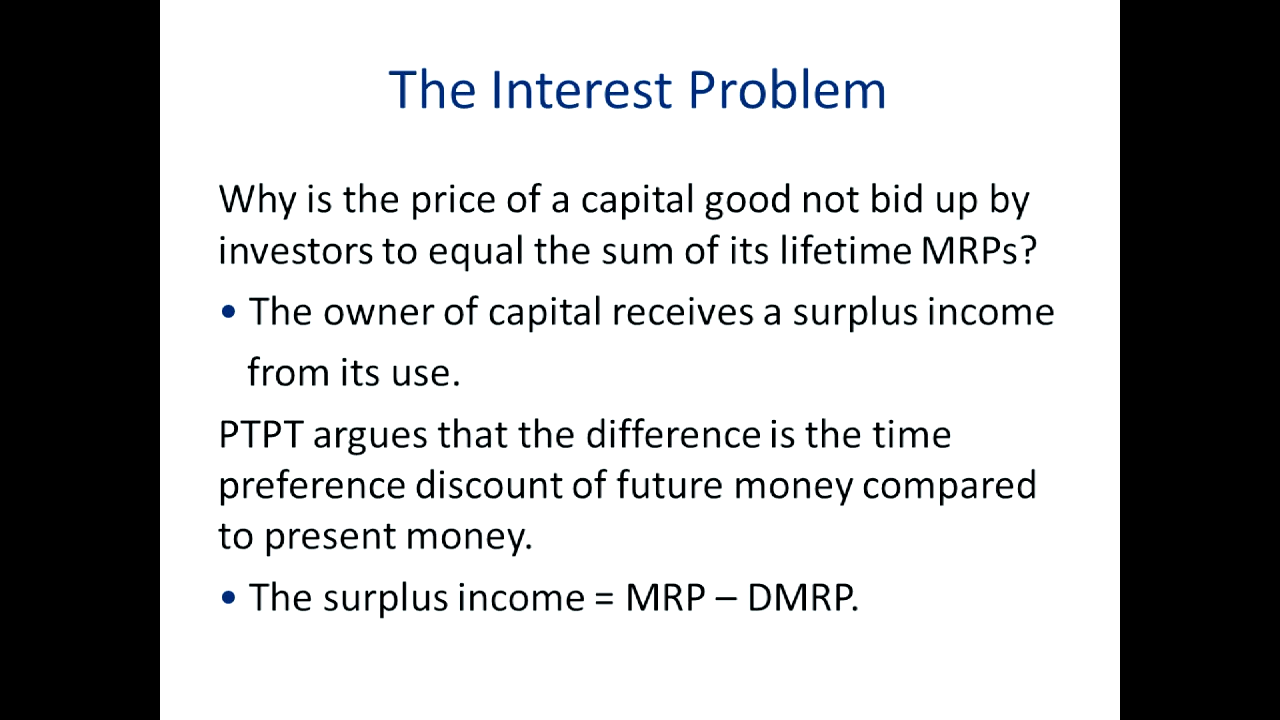 The Interest Problem
Why is the price of a capital good not bid up by
investors to equal the sum of its lifetime MRPs?
• The owner of capital receives a surplus income
from its use.
PTPT argues that the difference is the time
preference discount of future money compared
to present money.
• The surplus income = MRP – DMRP.